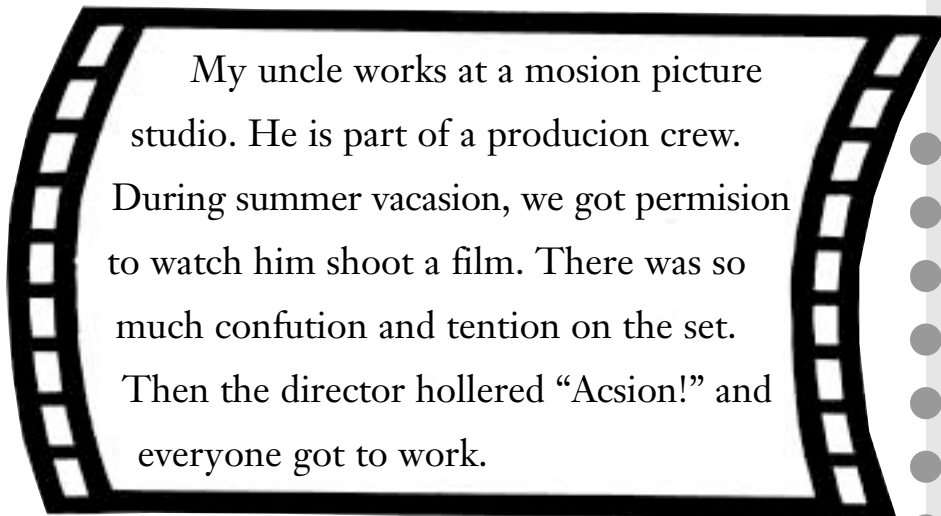 My uncle works at a mosion picture
studio. He is part of a producion crew.
During summer vacasion, we got permision
to watch him shoot a film. There was so
much confution and tention on the set.
Then the director hollered “Acsion!” and
everyone got to work.